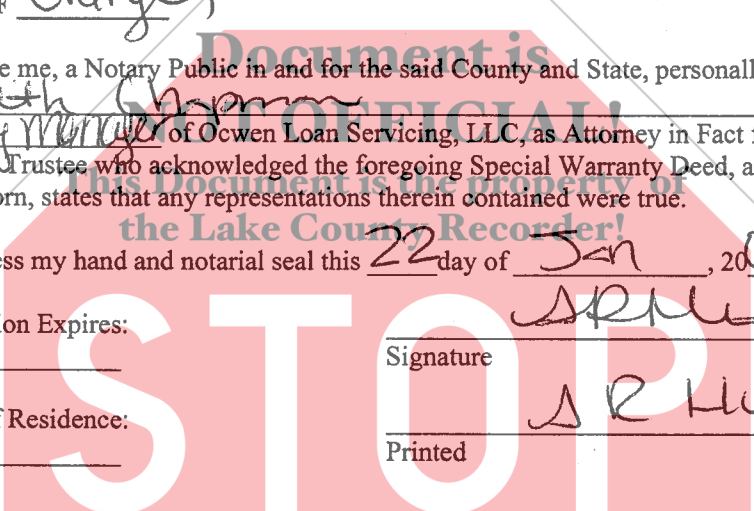 Document is
e me, a Notary Public in and for the said County and State, personall
NOT OFFICIAL!
of Ocwen Loan Servicing, LLC, as Attorney in Fact
Trustee who acknowledged the foregoing Special Warranty Deed, a
This Document is the property of
orn, states that any representations therein contained were true.
the Lake County Recorder!
ess my hand and notarial seal this 22 day of Jan, 20
ion Expires:
Signature
f Residence:
Printed
STOP